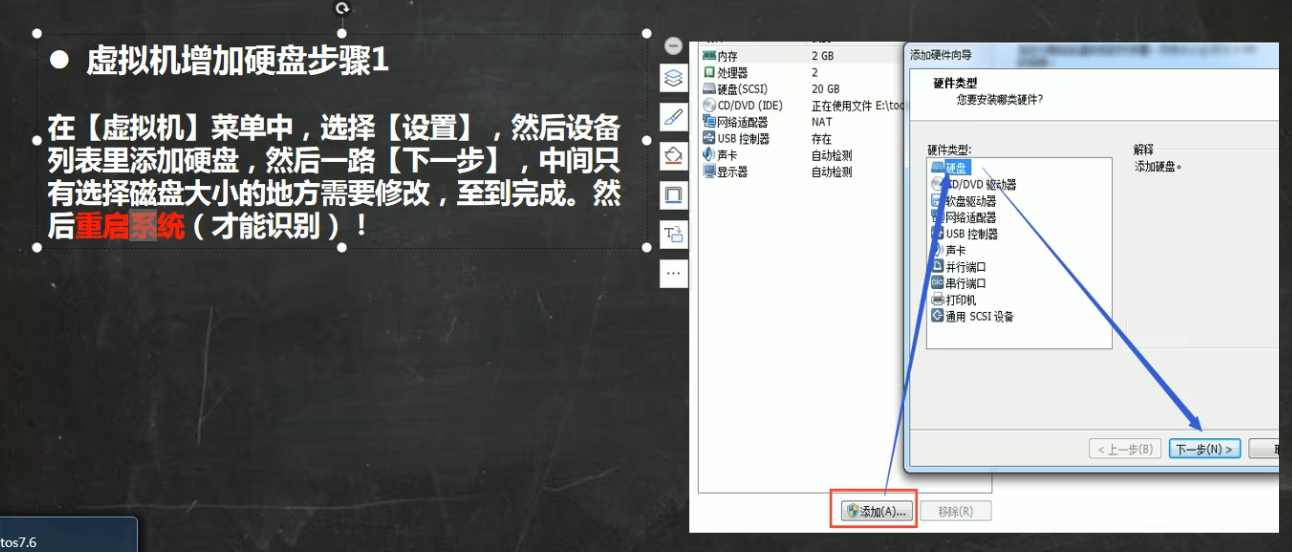 虚拟机增加硬盘步骤1
在【虚拟机】菜单中，选择【设置】，然后设备
列表里添加硬盘，然后一路【下一步】，中间只
有选择磁盘大小的地方需要修改，至到完成。然
后重启系统（才能识别）！
tos7.6
内存 2 GB
处理器 2
硬盘(SCSI) 20 GB
CD/DVD (IDE) 正在使用文件 E:\too
网络适配器 NAT
USB 控制器 存在
声卡 自动检测
显示器 自动检测
添加(A)... 移除(R)
添加硬件向导
硬件类型
您要安装哪类硬件?
硬件类型:
硬盘
CD/DVD 驱动器
软盘驱动器
网络适配器
USB 控制器
声卡
并行端口
串行端口
打印机
通用 SCSI 设备
解释
添加硬盘。
< 上一步(B) 下一步(N) >